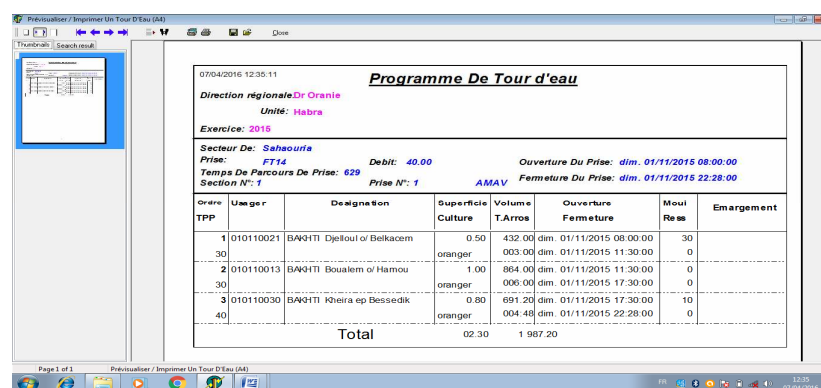 Prévisualiser / Imprimer Un Tour D'Eau (A4)
Close
Thumbnails Search result
07/04/2016 12:35:11
Programme De Tour d'eau
Direction régionale:Dr Oranie
Unité: Habra
Exercice: 2015
Secteur De: Sahaouria
Prise: FT14 Debit: 40.00 Ouverture Du Prise: dim. 01/11/2015 08:00:00
Temps De Parcours De Prise: 629
Section N°: 1 Prise N°: 1 AMAV Fermeture Du Prise: dim. 01/11/2015 22:28:00
Ordre Usager Designation Superficie Volume Ouverture Moui Emargement
TPP Culture T.Arros Fermeture Ress
1 010110021 BAKHTI Djelloul o/ Belkacem 0.50 432.00 dim. 01/11/2015 08:00:00 30
30 oranger 003:00 dim. 01/11/2015 11:30:00 0
2 010110013 BAKHTI Boualem o/ Hamou 1.00 864.00 dim. 01/11/2015 11:30:00 0
30 oranger 006:00 dim. 01/11/2015 17:30:00 0
3 010110030 BAKHTI Kheira ep Bessedik 0.80 691.20 dim. 01/11/2015 17:30:00 10
40 oranger 004:48 dim. 01/11/2015 22:28:00 0
Total 02.30 1 987.20
Page 1 of 1 Prévisualiser / Imprimer Un Tour D'Eau (A4)
FR 12:35
07/04/2016